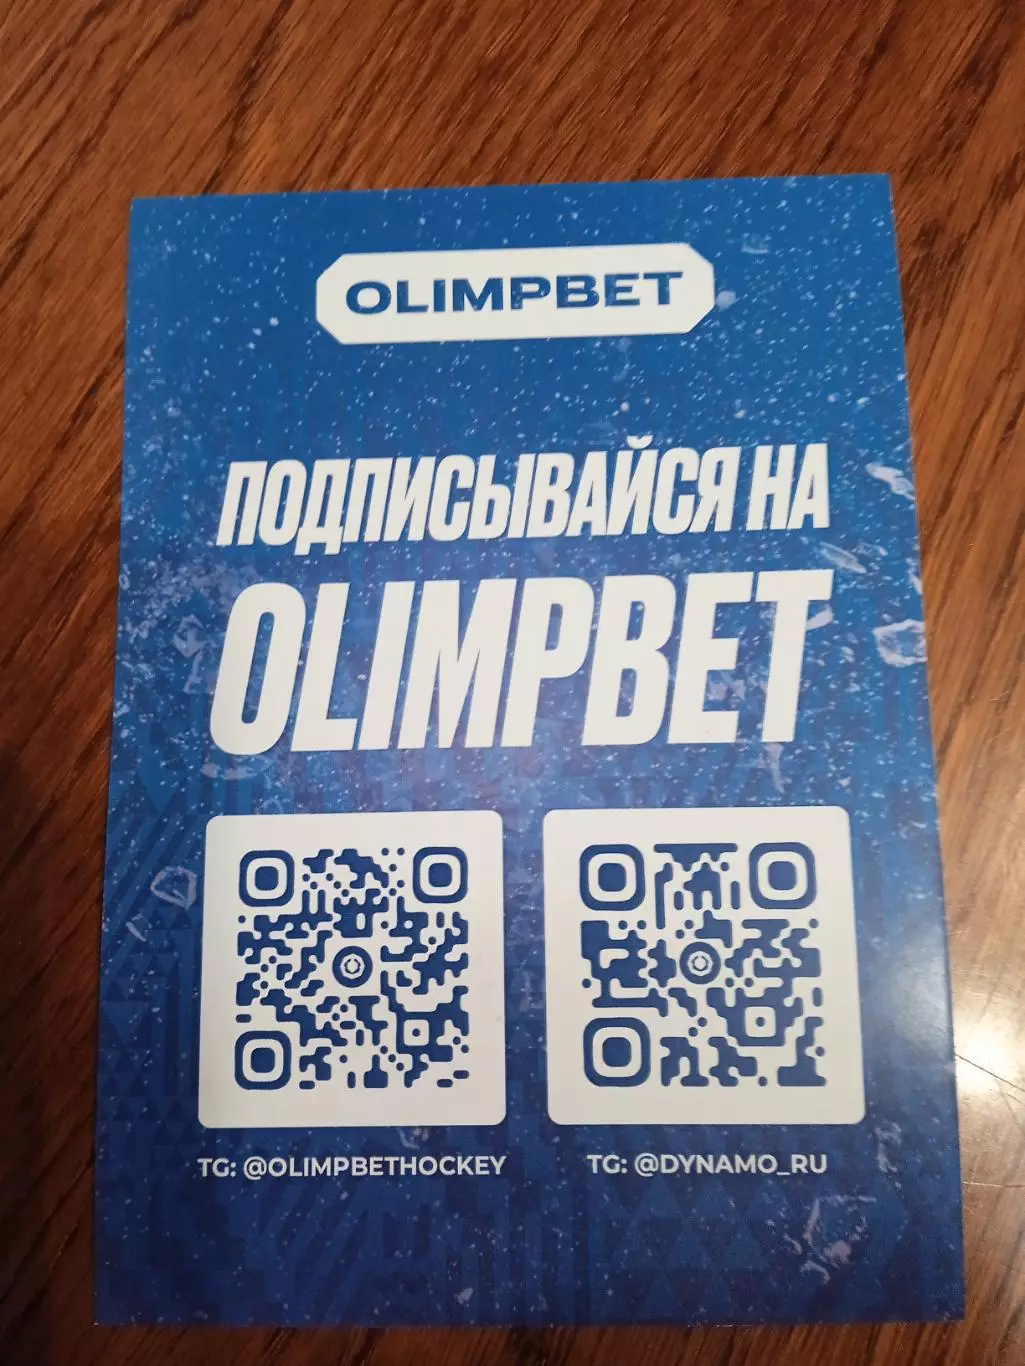 OLIMPBET
ПОДПИСЫВАЙСЯ НА
OLIMPBET
TG: @OLIMPBETHOCKEY
TG: @DYNAMO_RU